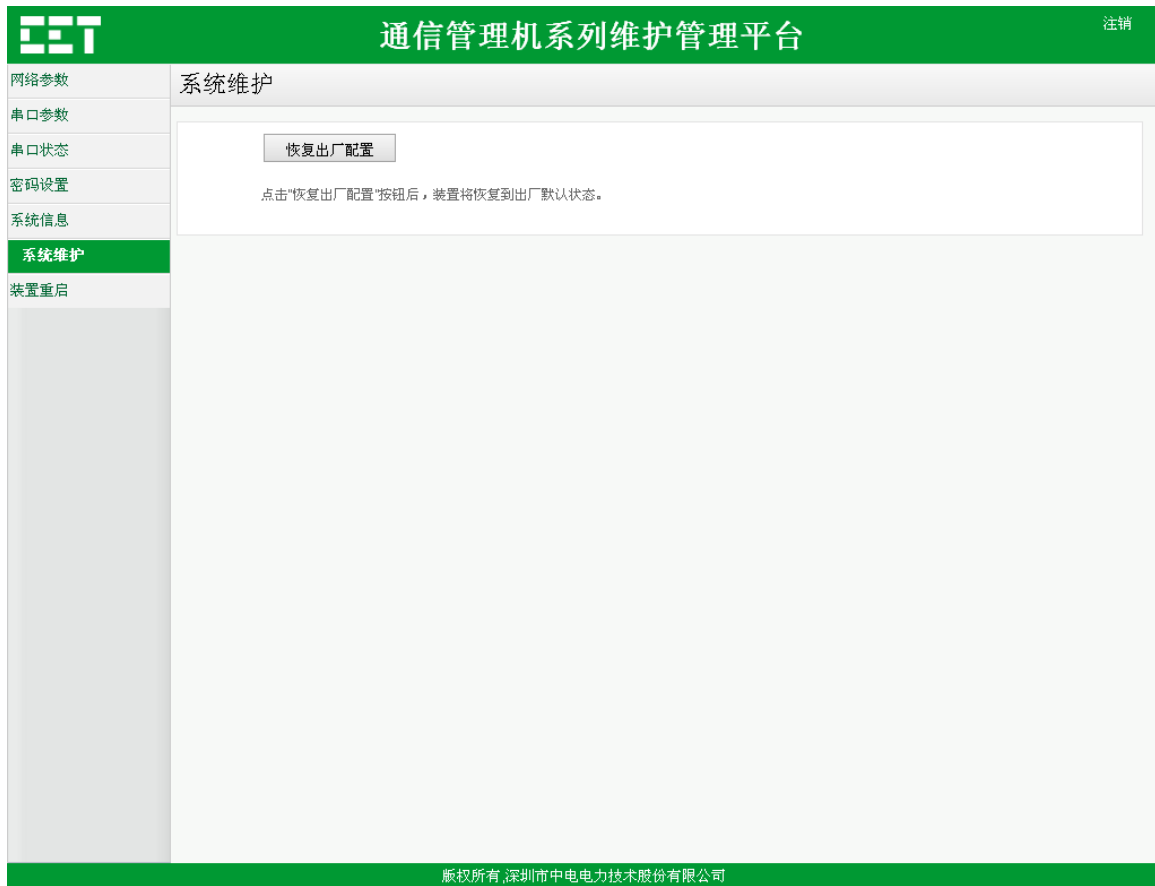 CET
通信管理机系列维护管理平台
注销
网络参数
串口参数
串口状态
密码设置
系统信息
系统维护
装置重启
系统维护
恢复出厂配置
点击"恢复出厂配置"按钮后，装置将恢复到出厂默认状态。
版权所有,深圳市中电电力技术股份有限公司